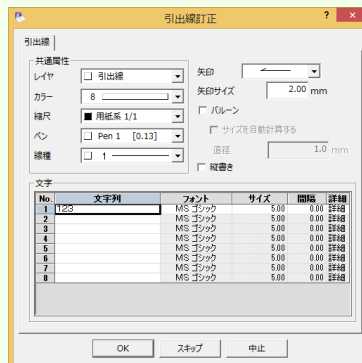 引出線訂正
? ×
引出線
共通属性
レイヤ 引出線
カラー 8
縮尺 用紙系 1/1
ペン Pen 1 [0.13]
線種 1
矢印
矢印サイズ 2.00 mm
バルーン
サイズを自動計算する
直径 1.0 mm
縦書き
文字
No. 文字列 フォント サイズ 間隔 詳細
1 123 MS ゴシック 5.00 0.00 詳細
2 MS ゴシック 5.00 0.00 詳細
3 MS ゴシック 5.00 0.00 詳細
4 MS ゴシック 5.00 0.00 詳細
5 MS ゴシック 5.00 0.00 詳細
6 MS ゴシック 5.00 0.00 詳細
7 MS ゴシック 5.00 0.00 詳細
8 MS ゴシック 5.00 0.00 詳細
OK スキップ 中止